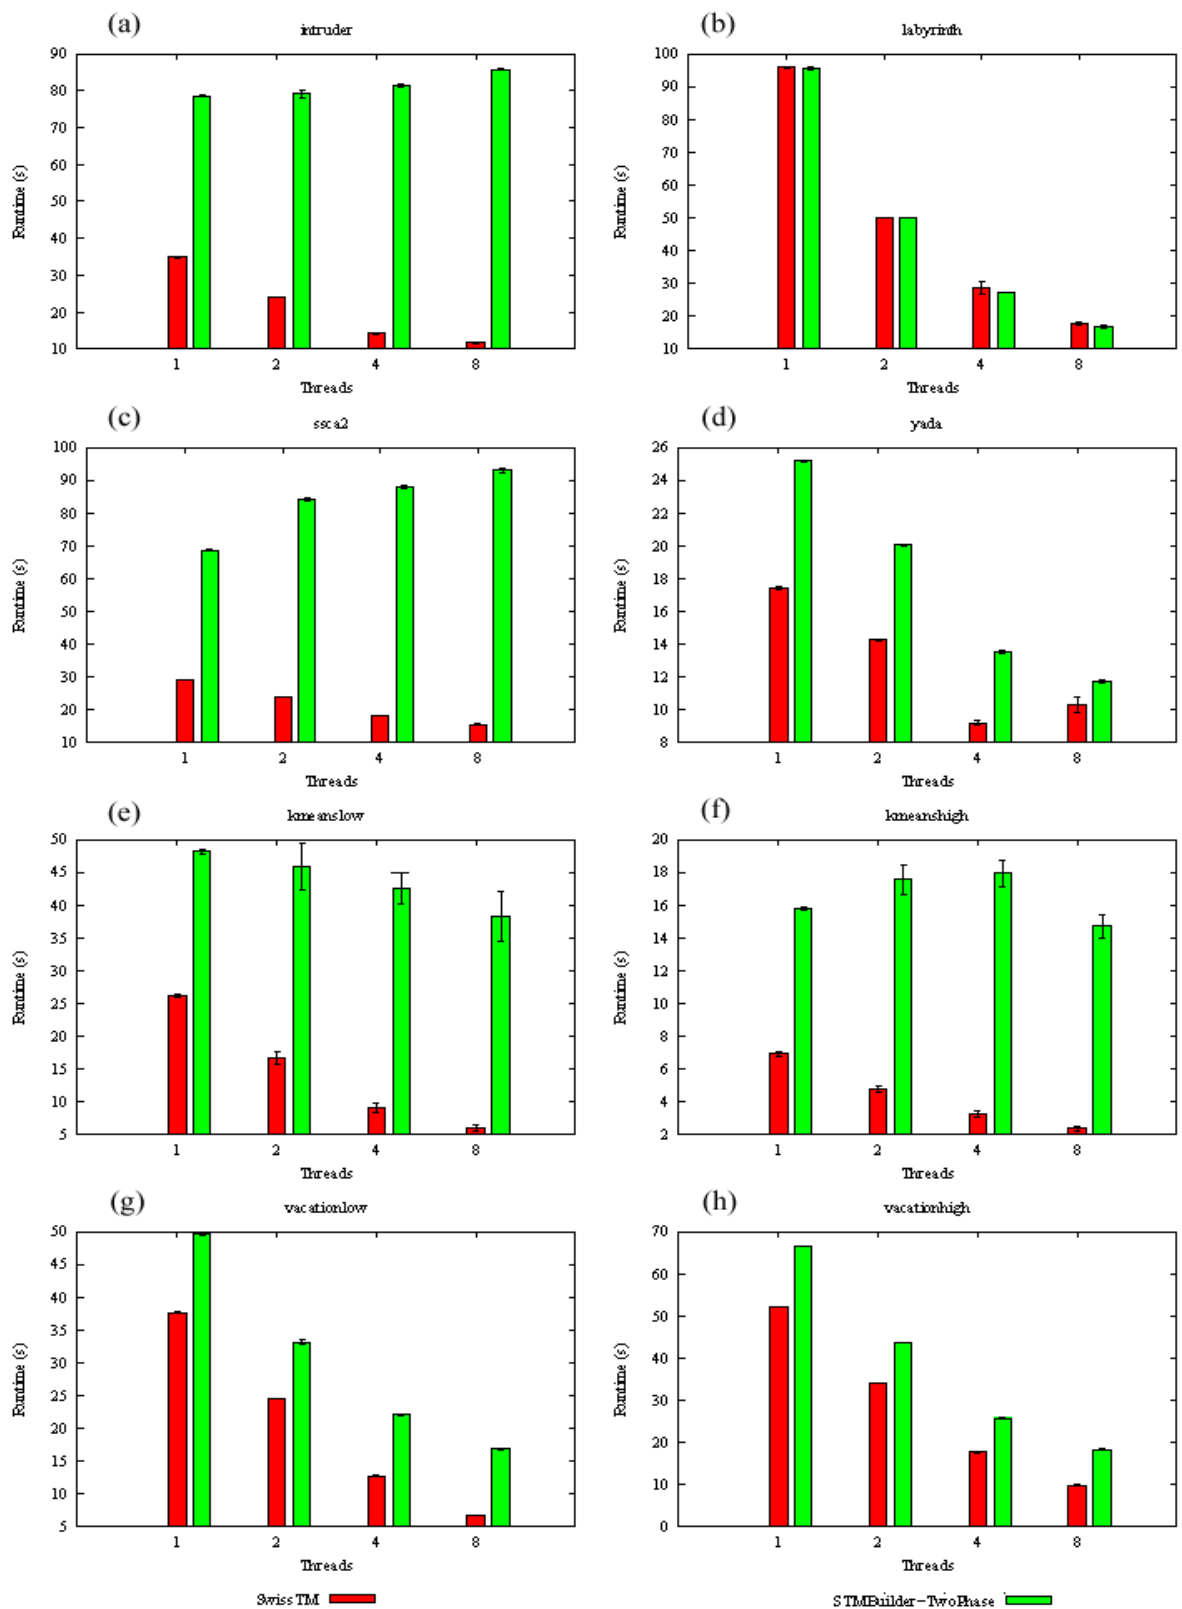 (a) intruder
90
80
70
60
50
40
30
20
10
Runtime (s)
1 2 4 8
Threads
(b) labyrinth
100
90
80
70
60
50
40
30
20
10
Runtime (s)
1 2 4 8
Threads
(c) ssca2
100
90
80
70
60
50
40
30
20
10
Runtime (s)
1 2 4 8
Threads
(d) yada
26
24
22
20
18
16
14
12
10
8
Runtime (s)
1 2 4 8
Threads
(e) kmeanslow
50
45
40
35
30
25
20
15
10
5
Runtime (s)
1 2 4 8
Threads
(f) kmeanshigh
20
18
16
14
12
10
8
6
4
2
Runtime (s)
1 2 4 8
Threads
(g) vacationlow
50
45
40
35
30
25
20
15
10
5
Runtime (s)
1 2 4 8
Threads
(h) vacationhigh
70
60
50
40
30
20
10
0
Runtime (s)
1 2 4 8
Threads
SwissTM
STMBuilder-TwoPhase